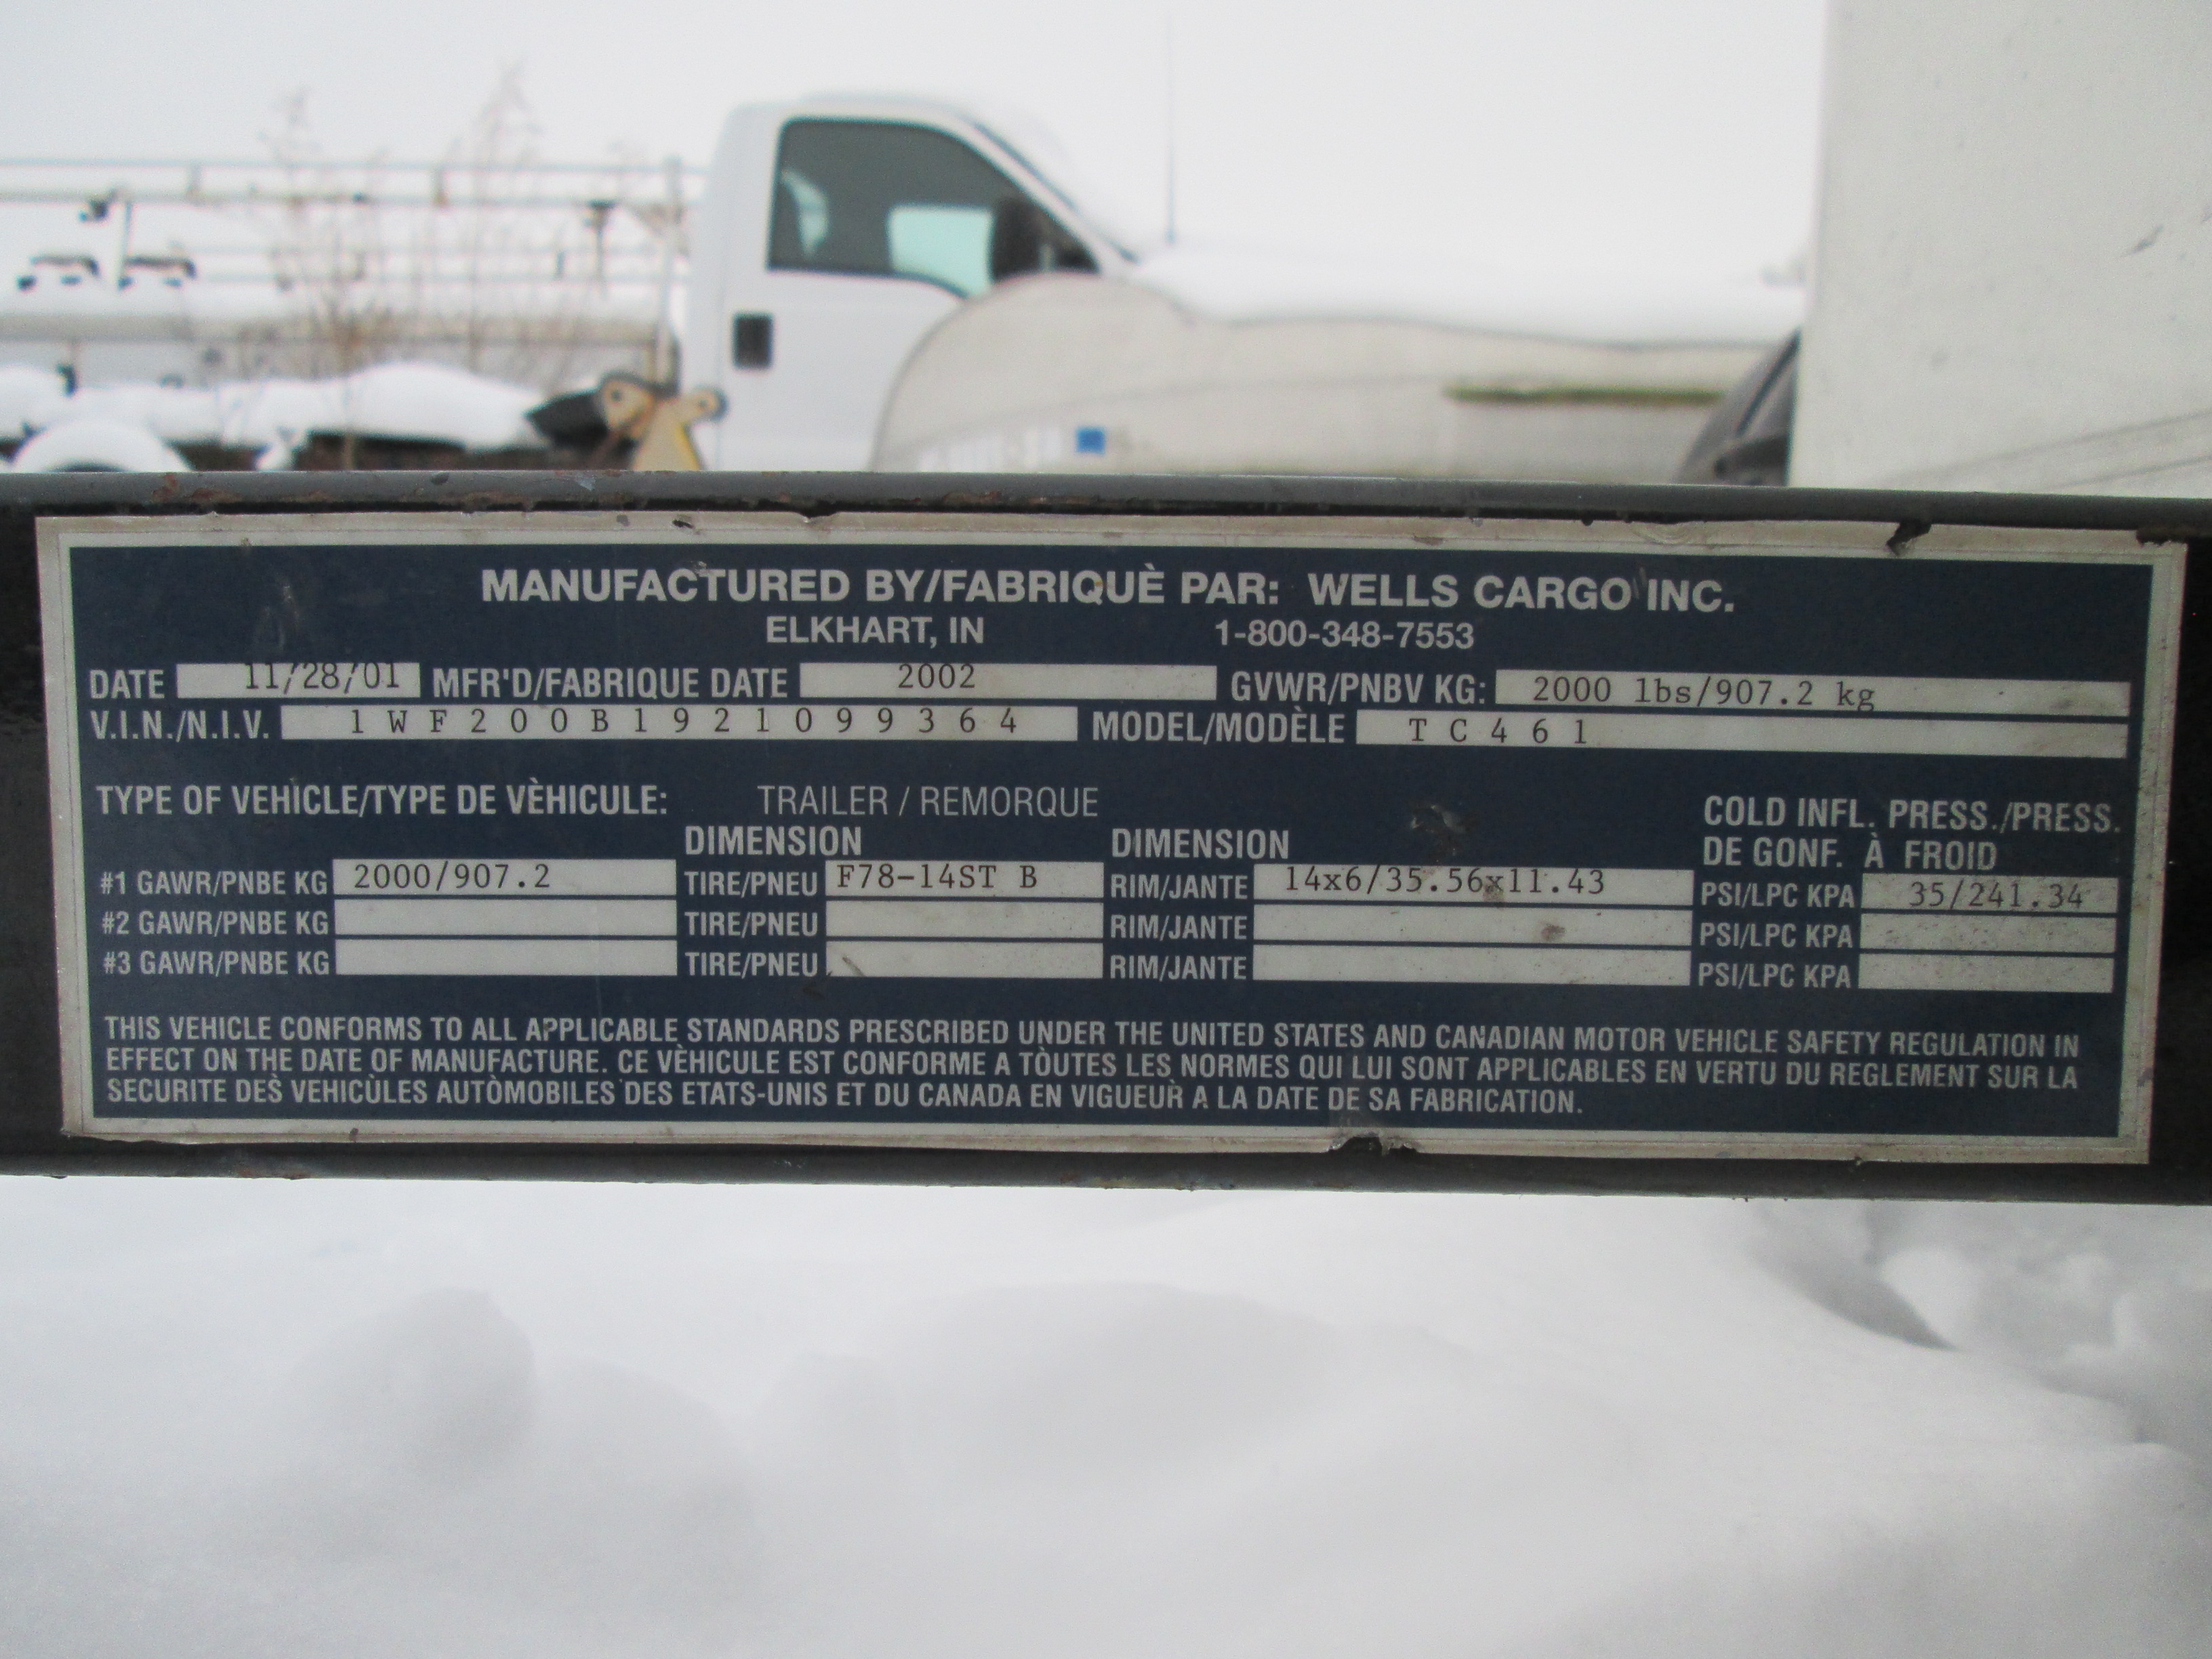 MANUFACTURED BY/FABRIQUÈ PAR: WELLS CARGO INC.
ELKHART, IN 1-800-348-7553
DATE 11/28/01 MFR'D/FABRIQUE DATE 2002 GVWR/PNBV KG: 2000 lbs/907.2 kg
V.I.N./N.I.V. 1WF200B1921099364 MODEL/MODÈLE TC461
TYPE OF VEHICLE/TYPE DE VÈHICULE: TRAILER / REMORQUE COLD INFL. PRESS./PRESS.
DIMENSION DIMENSION DE GONF. À FROID
#1 GAWR/PNBE KG 2000/907.2 TIRE/PNEU F78-14ST B RIM/JANTE 14x6/35.56x11.43 PSI/LPC KPA 35/241.34
#2 GAWR/PNBE KG TIRE/PNEU RIM/JANTE PSI/LPC KPA
#3 GAWR/PNBE KG TIRE/PNEU RIM/JANTE PSI/LPC KPA
THIS VEHICLE CONFORMS TO ALL APPLICABLE STANDARDS PRESCRIBED UNDER THE UNITED STATES AND CANADIAN MOTOR VEHICLE SAFETY REGULATION IN
EFFECT ON THE DATE OF MANUFACTURE. CE VÈHICULE EST CONFORME A TÒUTES LES NORMES QUI LUI SONT APPLICABLES EN VERTU DU REGLEMENT SUR LA
SECURITE DES VEHICÙLES AUTÒMOBILES DES ETATS-UNIS ET DU CANADA EN VIGUEUR A LA DATE DE SA FABRICATION.